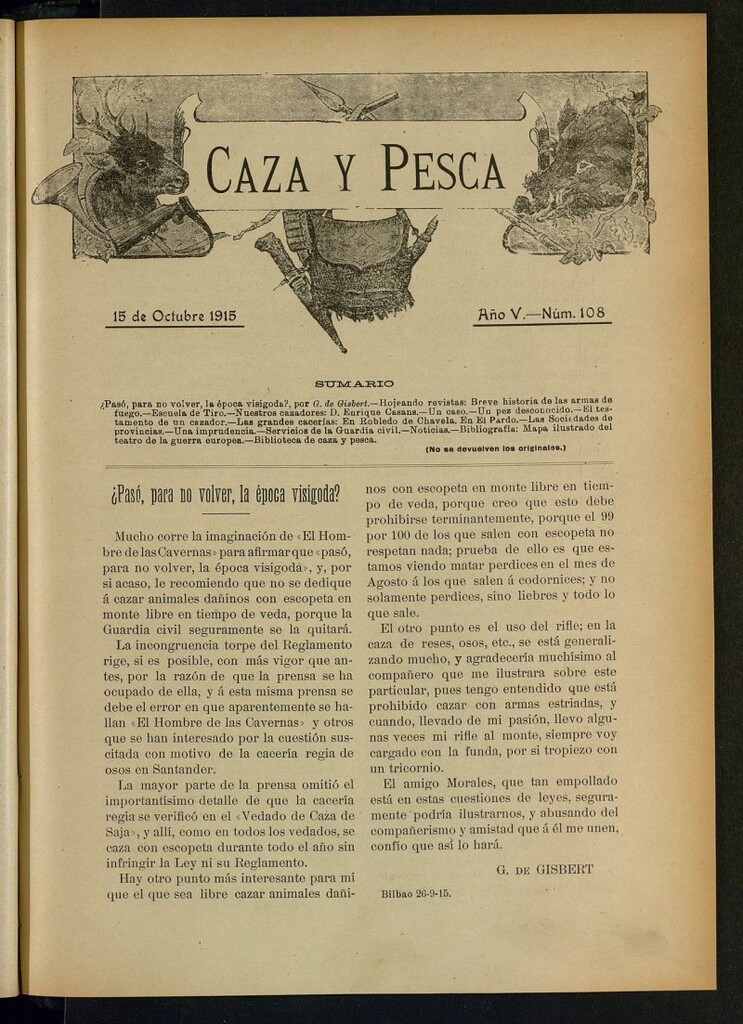 CAZA Y PESCA
15 de Octubre 1915
Año V.—Núm. 108
SUMARIO
¿Pasó, para no volver, la época visigoda?, por G. de Gisbert.—Hojeando revistas: Breve historia de las armas de
fuego.—Escuela de Tiro.—Nuestros cazadores: D. Enrique Casans.—Un caso.—Un pez desconocido.—El tes-
tamento de un cazador.—Las grandes cacerías: En Robledo de Chavela. En El Pardo.—Las Sociedades de
provincias.—Una imprudencia.—Servicios de la Guardia civil.—Noticias.—Bibliografía: Mapa ilustrado del
teatro de la guerra europea.—Biblioteca de caza y pesca.
(No se devuelven los originales.)
¿Pasó, para no volver, la época visigoda?
Mucho corre la imaginación de «El Hom-
bre de las Cavernas» para afirmar que «pasó,
para no volver, la época visigoda», y, por
si acaso, le recomiendo que no se dedique
á cazar animales dañinos con escopeta en
monte libre en tiempo de veda, porque la
Guardia civil seguramente se la quitará.
La incongruencia torpe del Reglamento
rige, si es posible, con más vigor que an-
tes, por la razón de que la prensa se ha
ocupado de ella, y á esta misma prensa se
debe el error en que aparentemente se ha-
llan «El Hombre de las Cavernas» y otros
que se han interesado por la cuestión sus-
citada con motivo de la cacería regia de
osos en Santander.
La mayor parte de la prensa omitió el
importantísimo detalle de que la cacería
regia se verificó en el «Vedado de Caza de
Saja», y allí, como en todos los vedados, se
caza con escopeta durante todo el año sin
infringir la Ley ni su Reglamento.
Hay otro punto más interesante para mí
que el que sea libre cazar animales dañi-
nos con escopeta en monte libre en tiem-
po de veda, porque creo que esto debe
prohibirse terminantemente, porque el 99
por 100 de los que salen con escopeta no
respetan nada; prueba de ello es que es-
tamos viendo matar perdices en el mes de
Agosto á los que salen á codornices; y no
solamente perdices, sino liebres y todo lo
que sale.
El otro punto es el uso del rifle; en la
caza de reses, osos, etc., se está generali-
zando mucho, y agradecería muchísimo al
compañero que me ilustrara sobre este
particular, pues tengo entendido que está
prohibido cazar con armas estriadas, y
cuando, llevado de mi pasión, llevo algu-
nas veces mi rifle al monte, siempre voy
cargado con la funda, por si tropiezo con
un tricornio.
El amigo Morales, que tan empollado
está en estas cuestiones de leyes, segura-
mente podría ilustrarnos, y abusando del
compañerismo y amistad que á él me unen,
confío que así lo hará.
G. DE GISBERT
Bilbao 26-9-15.